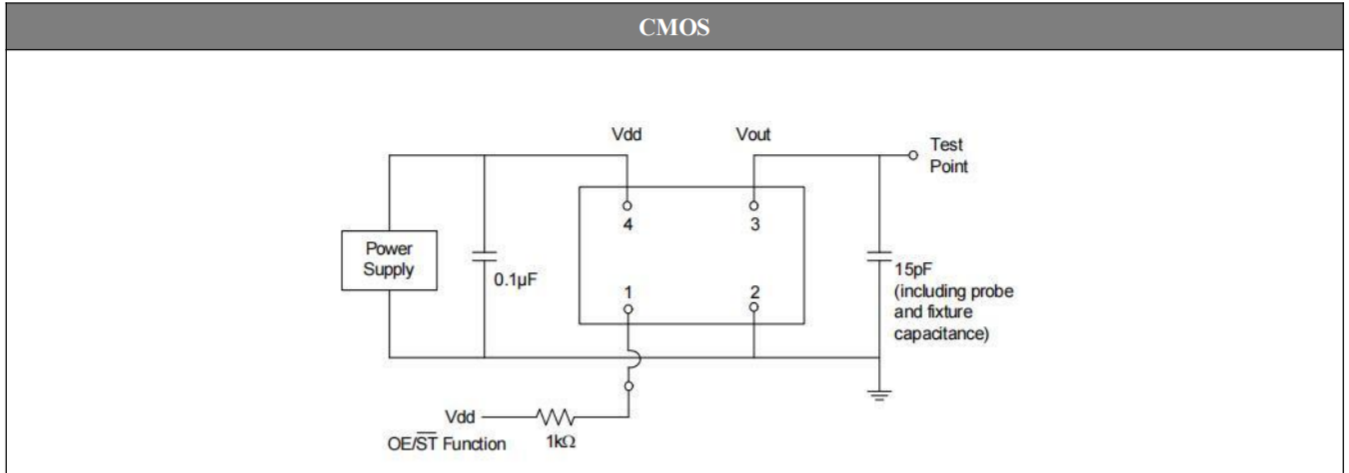 CMOS
Vdd
Vout
Test
Point
4
3
Power
Supply
0.1µF
1
2
15pF
(including probe
and fixture
capacitance)
Vdd
1kΩ
OE/S̅T̅ Function